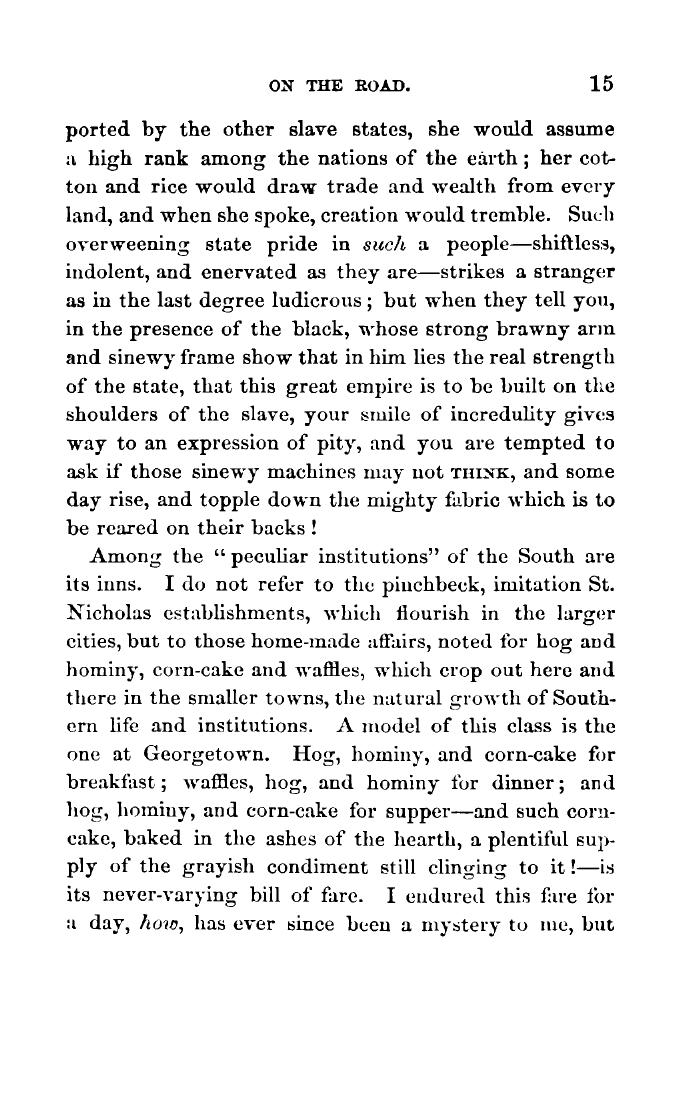 ON THE ROAD. 15
ported by the other slave states, she would assume
a high rank among the nations of the earth; her cot-
ton and rice would draw trade and wealth from every
land, and when she spoke, creation would tremble. Such
overweening state pride in such a people—shiftless,
indolent, and enervated as they are—strikes a stranger
as in the last degree ludicrous; but when they tell you,
in the presence of the black, whose strong brawny arm
and sinewy frame show that in him lies the real strength
of the state, that this great empire is to be built on the
shoulders of the slave, your smile of incredulity gives
way to an expression of pity, and you are tempted to
ask if those sinewy machines may not THINK, and some
day rise, and topple down the mighty fabric which is to
be reared on their backs!
Among the “peculiar institutions” of the South are
its inns. I do not refer to the pinchbeck, imitation St.
Nicholas establishments, which flourish in the larger
cities, but to those home-made affairs, noted for hog and
hominy, corn-cake and waffles, which crop out here and
there in the smaller towns, the natural growth of South-
ern life and institutions. A model of this class is the
one at Georgetown. Hog, hominy, and corn-cake for
breakfast; waffles, hog, and hominy for dinner; and
hog, hominy, and corn-cake for supper—and such corn-
cake, baked in the ashes of the hearth, a plentiful sup-
ply of the grayish condiment still clinging to it!—is
its never-varying bill of fare. I endured this fare for
a day, how, has ever since been a mystery to me, but